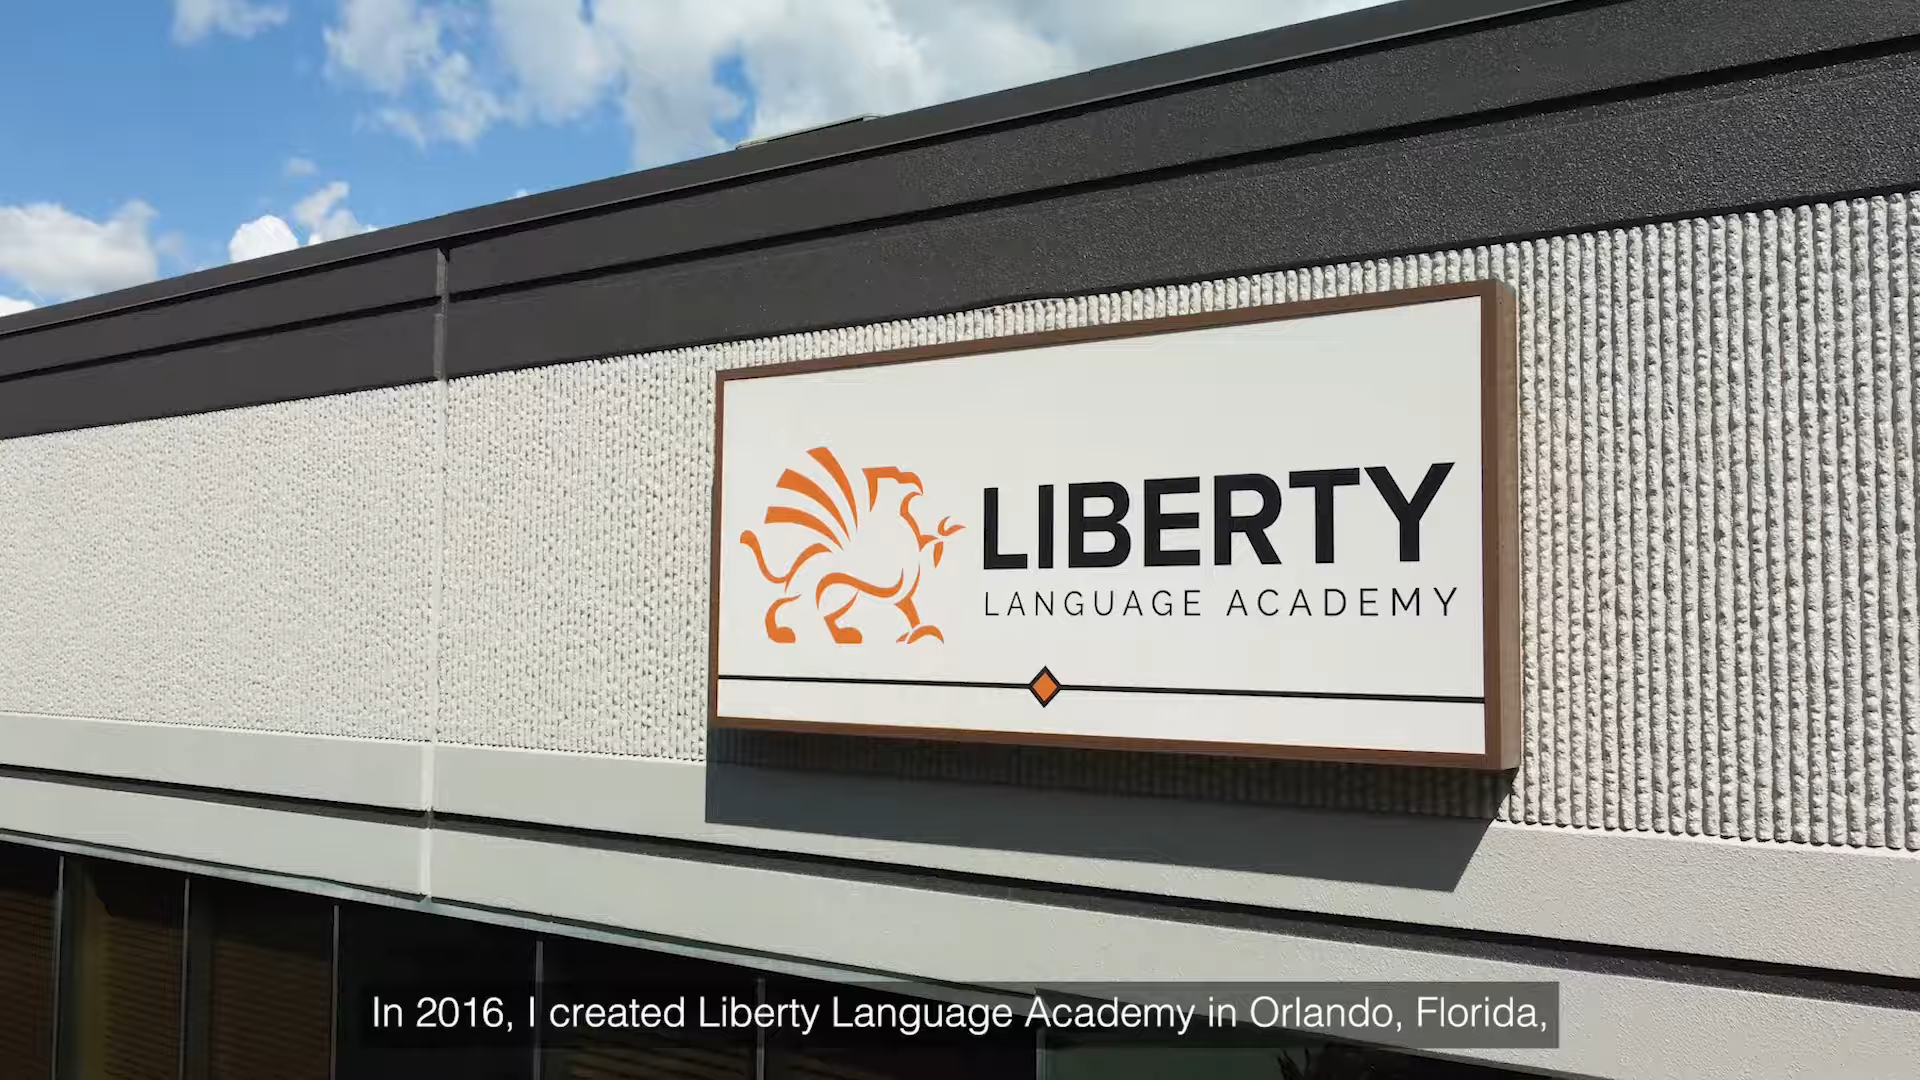 LIBERTY
LANGUAGE ACADEMY
In 2016, I created Liberty Language Academy in Orlando, Florida,